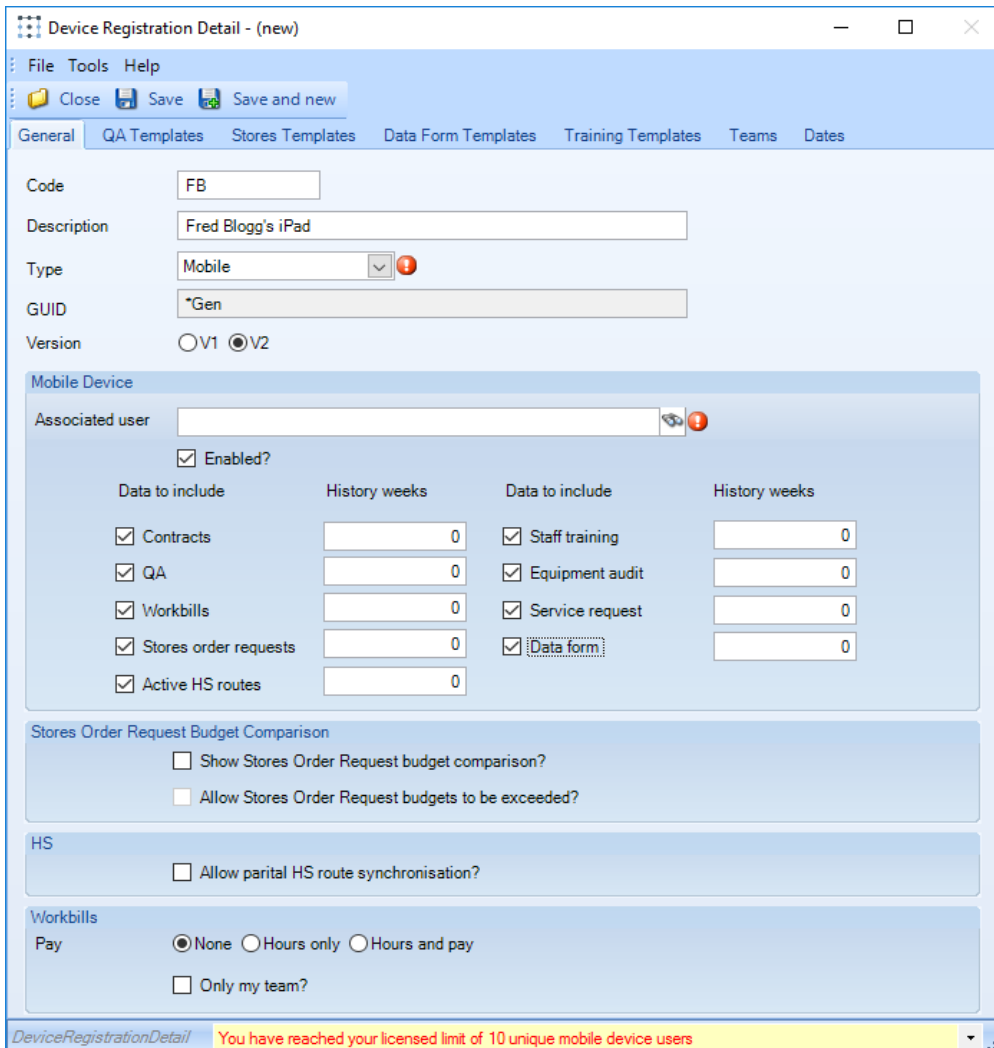 Device Registration Detail - (new)
File Tools Help
Close Save Save and new
General QA Templates Stores Templates Data Form Templates Training Templates Teams Dates
Code FB
Description Fred Blogg's iPad
Type Mobile
GUID *Gen
Version V1 V2
Mobile Device
Associated user
Enabled?
Data to include History weeks Data to include History weeks
Contracts 0 Staff training 0
QA 0 Equipment audit 0
Workbills 0 Service request 0
Stores order requests 0 Data form 0
Active HS routes 0
Stores Order Request Budget Comparison
Show Stores Order Request budget comparison?
Allow Stores Order Request budgets to be exceeded?
HS
Allow parital HS route synchronisation?
Workbills
Pay None Hours only Hours and pay
Only my team?
DeviceRegistrationDetail You have reached your licensed limit of 10 unique mobile device users